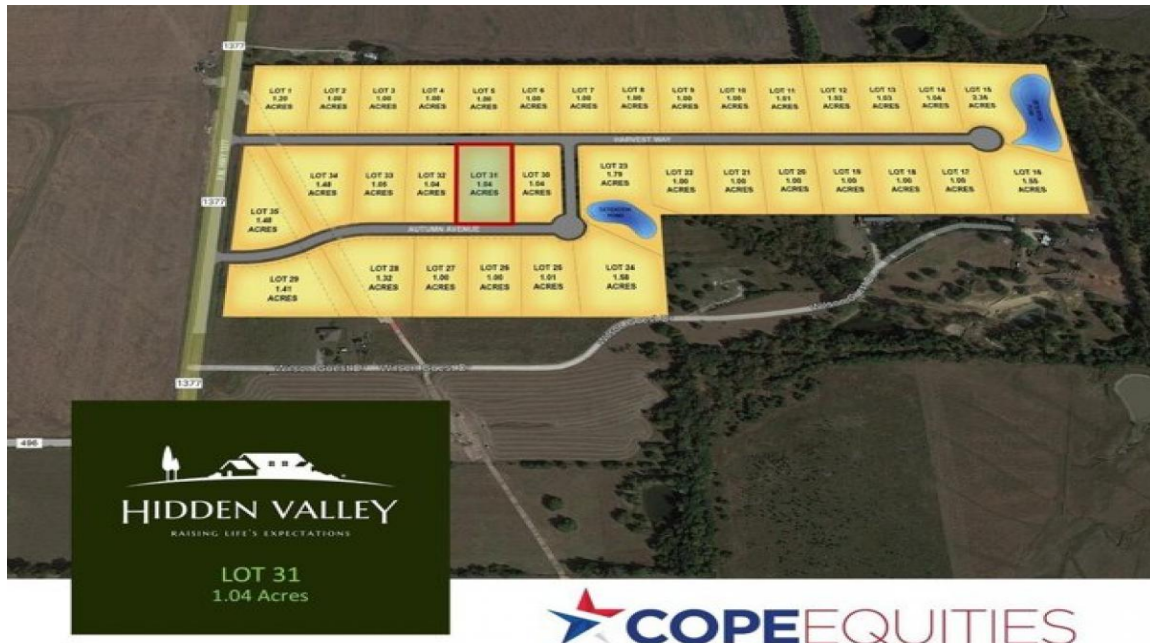 1377
LOT 1
1.20
ACRES
LOT 2
1.00
ACRES
LOT 3
1.00
ACRES
LOT 4
1.00
ACRES
LOT 5
1.00
ACRES
LOT 6
1.00
ACRES
LOT 7
1.00
ACRES
LOT 8
1.00
ACRES
LOT 9
1.00
ACRES
LOT 10
1.00
ACRES
LOT 11
1.01
ACRES
LOT 12
1.02
ACRES
LOT 13
1.03
ACRES
LOT 14
1.04
ACRES
LOT 15
2.36
ACRES
HARVEST WAY
1377
LOT 35
1.48
ACRES
LOT 34
1.48
ACRES
LOT 33
1.05
ACRES
LOT 32
1.04
ACRES
LOT 31
1.04
ACRES
LOT 30
1.04
ACRES
LOT 23
1.79
ACRES
LOT 22
1.00
ACRES
LOT 21
1.00
ACRES
LOT 20
1.00
ACRES
LOT 19
1.00
ACRES
LOT 18
1.00
ACRES
LOT 17
1.00
ACRES
LOT 16
1.55
ACRES
DETENTION
POND
AUTUMN AVENUE
LOT 29
1.41
ACRES
LOT 28
1.32
ACRES
LOT 27
1.00
ACRES
LOT 26
1.00
ACRES
LOT 25
1.01
ACRES
LOT 24
1.58
ACRES
1377
496
HIDDEN VALLEY
RAISING LIFE'S EXPECTATIONS
LOT 31
1.04 Acres
COPE EQUITIES